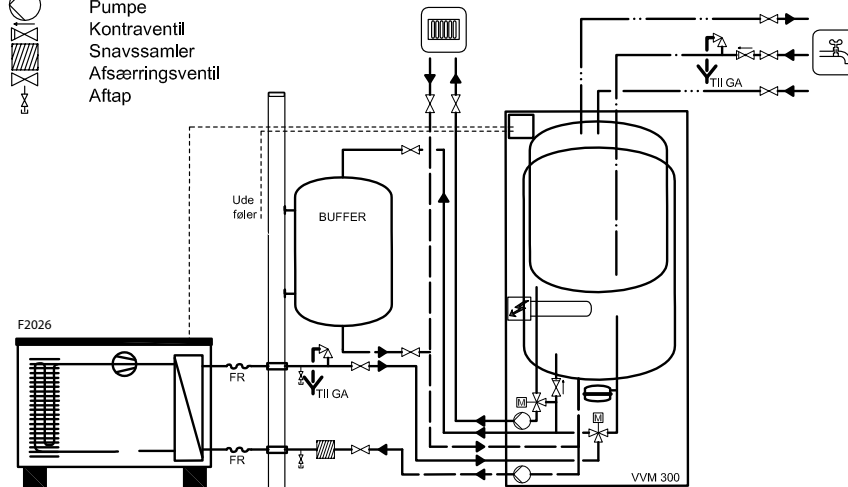 Pumpe
Kontraventil
Snavssamler
Afsærringsventil
Aftap
Til GA
Ude
føler
BUFFER
F2026
FR
Til GA
M
M
FR
VVM 300